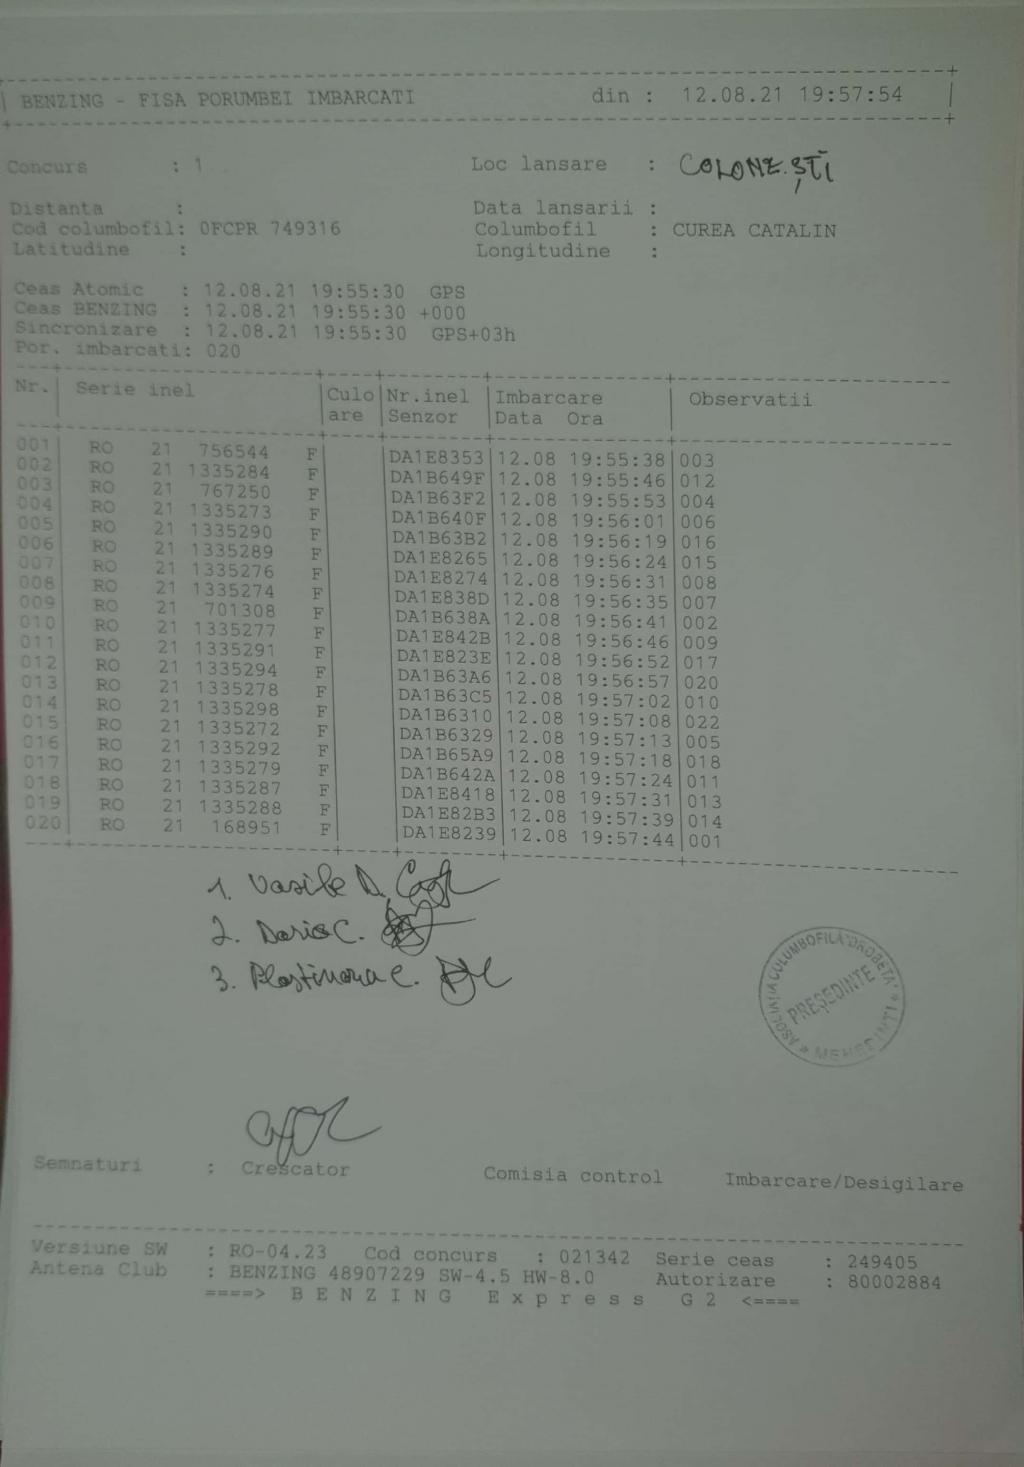 BENZING - FISA PORUMBEI IMBARCATI din : 12.08.21 19:57:54
Concurs : 1 Loc lansare : COLONEȘTI
Distanta : Data lansarii :
Cod columbofil: 0FCPR 749316 Columbofil : CUREA CATALIN
Latitudine : Longitudine :
Ceas Atomic : 12.08.21 19:55:30 GPS
Ceas BENZING : 12.08.21 19:55:30 +000
Sincronizare : 12.08.21 19:55:30 GPS+03h
Por. imbarcati: 020
Nr. Serie inel Culo Nr.inel Imbarcare Observatii
are Senzor Data Ora
001 RO 21 756544 F DA1E8353 12.08 19:55:38 003
002 RO 21 1335284 F DA1B649F 12.08 19:55:46 012
003 RO 21 767250 F DA1B63F2 12.08 19:55:53 004
004 RO 21 1335273 F DA1B640F 12.08 19:56:01 006
005 RO 21 1335290 F DA1B63B2 12.08 19:56:19 016
006 RO 21 1335289 F DA1E8265 12.08 19:56:24 015
007 RO 21 1335276 F DA1E8274 12.08 19:56:31 008
008 RO 21 1335274 F DA1E838D 12.08 19:56:35 007
009 RO 21 701308 F DA1B638A 12.08 19:56:41 002
010 RO 21 1335277 F DA1E842B 12.08 19:56:46 009
011 RO 21 1335291 F DA1E823E 12.08 19:56:52 017
012 RO 21 1335294 F DA1B63A6 12.08 19:56:57 020
013 RO 21 1335278 F DA1B63C5 12.08 19:57:02 010
014 RO 21 1335298 F DA1B6310 12.08 19:57:08 022
015 RO 21 1335272 F DA1B6329 12.08 19:57:13 005
016 RO 21 1335292 F DA1B65A9 12.08 19:57:18 018
017 RO 21 1335279 F DA1B642A 12.08 19:57:24 011
018 RO 21 1335287 F DA1E8418 12.08 19:57:31 013
019 RO 21 1335288 F DA1E82B3 12.08 19:57:39 014
020 RO 21 168951 F DA1E8239 12.08 19:57:44 001
1. Vasile D.
2. Dario C.
3. C.
ASOCIAȚIA COLUMBOFILĂ "DROBETA"
PREȘEDINTE
* MEHEDINȚI *
Semnaturi : Crescator Comisia control Imbarcare/Desigilare
Versiune SW : RO-04.23 Cod concurs : 021342 Serie ceas : 249405
Antena Club : BENZING 48907229 SW-4.5 HW-8.0 Autorizare : 80002884
====> B E N Z I N G E x p r e s s G 2 <====